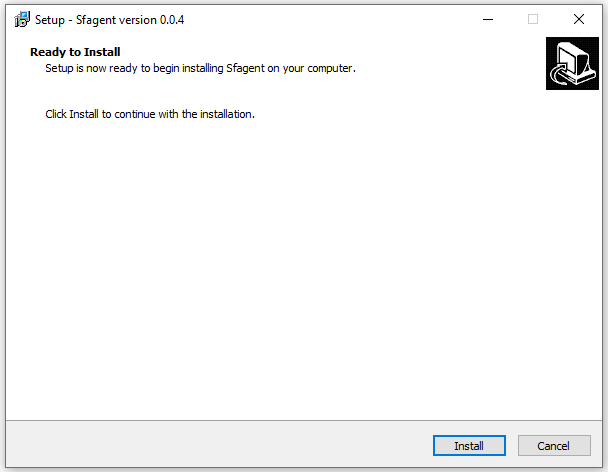 Setup - Sfagent version 0.0.4
Ready to Install
Setup is now ready to begin installing Sfagent on your computer.
Click Install to continue with the installation.
Install
Cancel